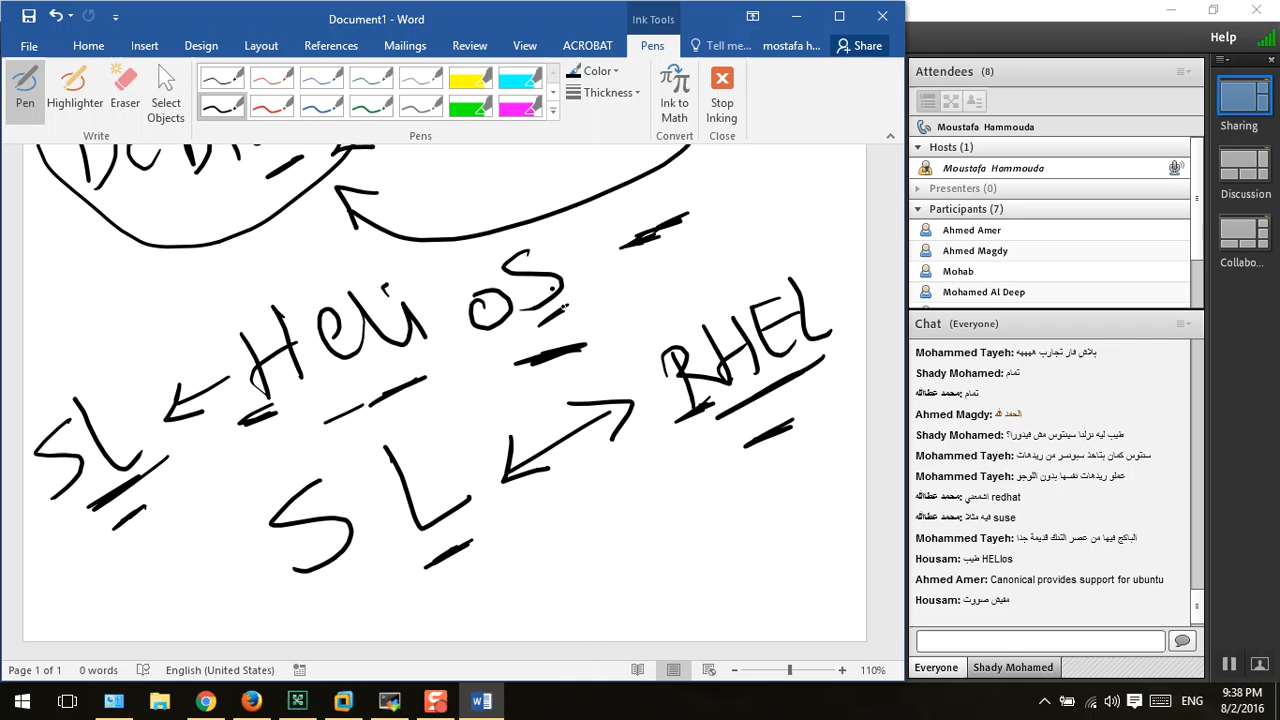 Document1 - Word
Ink Tools
File
Home
Insert
Design
Layout
References
Mailings
Review
View
ACROBAT
Pens
Tell me...
mostafa h...
Share
Pen
Highlighter
Eraser
Select Objects
Color
Thickness
Ink to Math
Stop Inking
Write
Pens
Convert
Close
Heli OS
RHEL
SL
SL
Page 1 of 1
0 words
English (United States)
110%
Help
Attendees (8)
Moustafa Hammouda
Hosts (1)
Moustafa Hammouda
Presenters (0)
Participants (7)
Ahmed Amer
Ahmed Magdy
Mohab
Mohamed Al Deep
Sharing
Discussion
Collabo...
Chat (Everyone)
Mohammed Tayeh: بلاش فار تجارب ههههه
Shady Mohamed: تمام
محمد عطاالله: تمام
Ahmed Magdy: الحمد لله
Shady Mohamed: طيب ليه نزلنا سينتوس مش فيدورا؟
Mohammed Tayeh: سنتوس كمان بتاخذ سبونسر من ريدهات
Mohammed Tayeh: عملو ريدهات نفسها بدون اللوجو
محمد عطاالله: اشمعني redhat
محمد عطاالله: فيه مثلا suse
Mohammed Tayeh: الباكج فيها من عصر التنك قديمة جدا
Housam: طيب HElios
Ahmed Amer: Canonical provides support for ubuntu
Housam: مفيش صووت
Everyone
Shady Mohamed
ENG
9:38 PM
8/2/2016